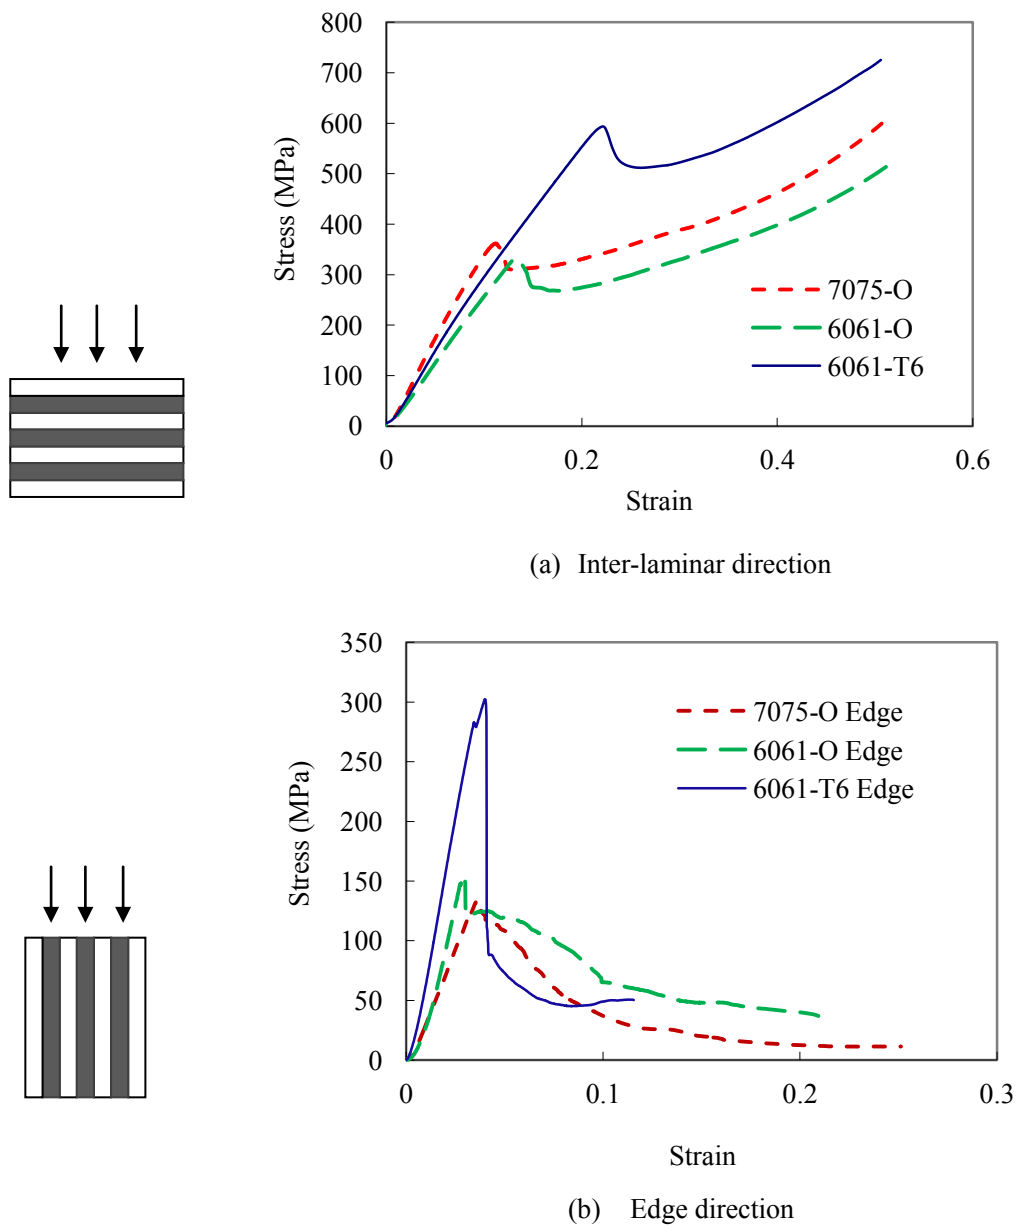 800
700
600
500
400
300
200
100
0
Stress (MPa)
7075-O
6061-O
6061-T6
0 0.2 0.4 0.6
Strain
(a) Inter-laminar direction
350
300
250
200
150
100
50
0
Stress (MPa)
7075-O Edge
6061-O Edge
6061-T6 Edge
0 0.1 0.2 0.3
Strain
(b) Edge direction